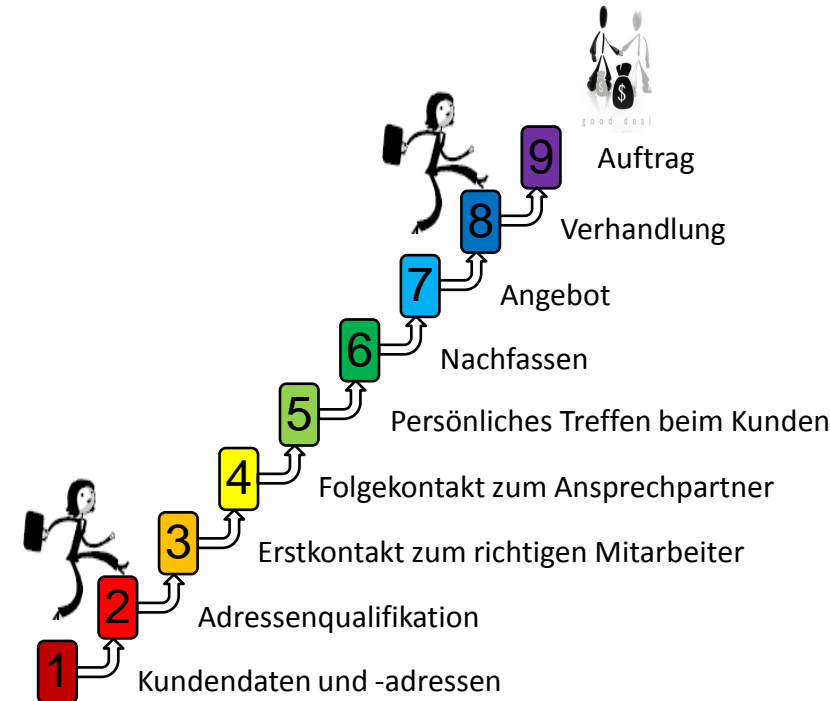 $
good deal
9 Auftrag
8 Verhandlung
7 Angebot
6 Nachfassen
5 Persönliches Treffen beim Kunden
4 Folgekontakt zum Ansprechpartner
3 Erstkontakt zum richtigen Mitarbeiter
2 Adressenqualifikation
1 Kundendaten und -adressen